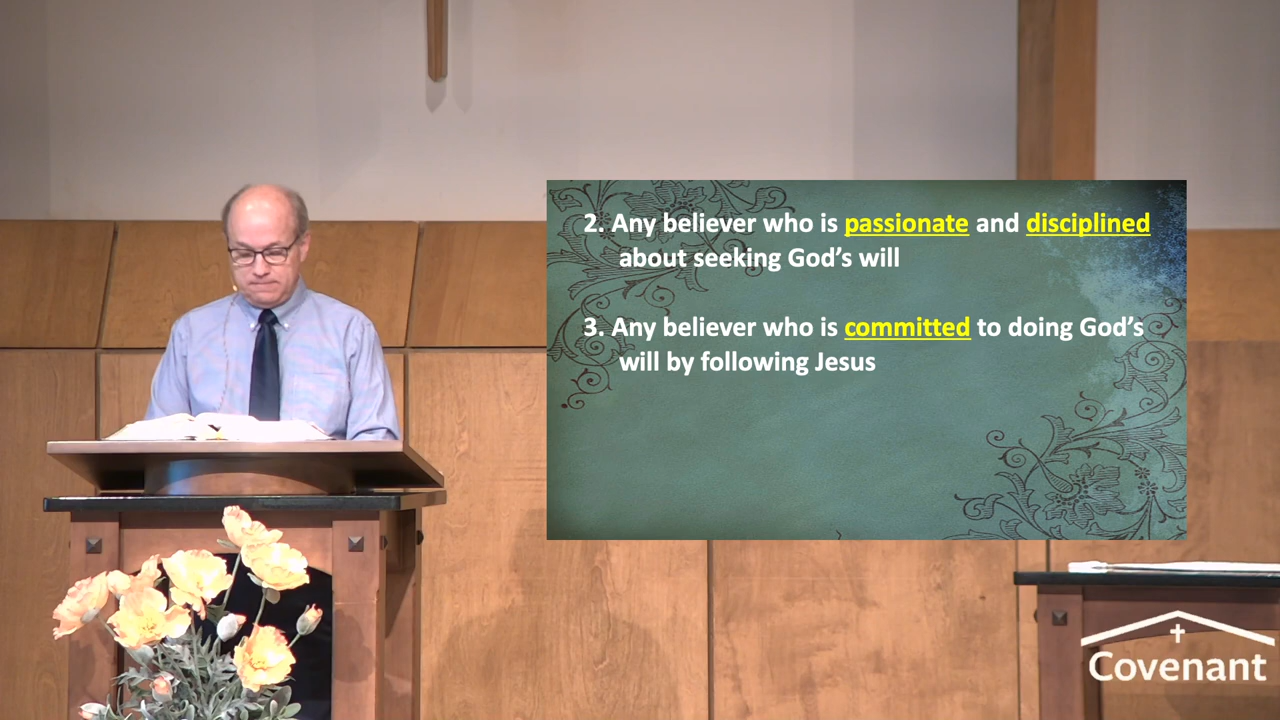 2. Any believer who is passionate and disciplined
about seeking God’s will
3. Any believer who is committed to doing God’s
will by following Jesus
Covenant